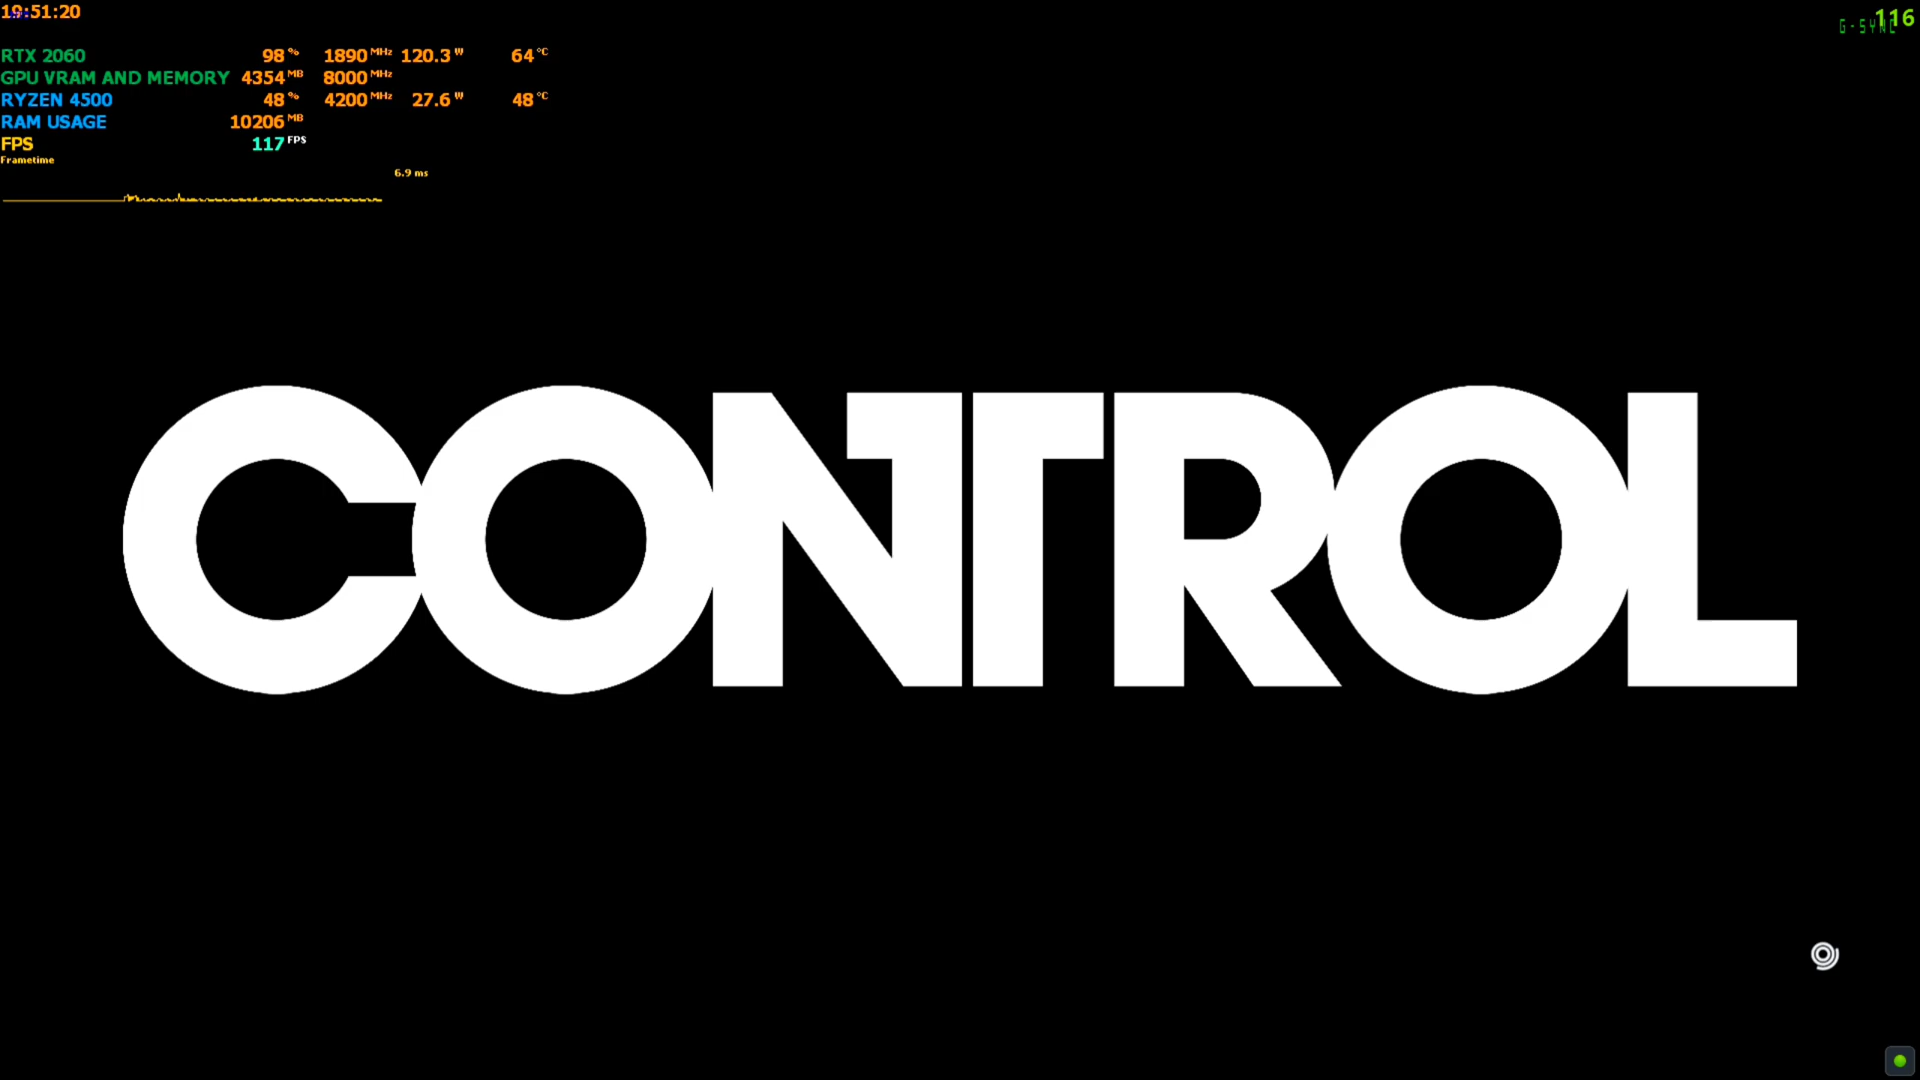 19:51:20
116
G-SYNC
RTX 2060 98 % 1890 MHz 120.3 W 64 °C
GPU VRAM AND MEMORY 4354 MB 8000 MHz
RYZEN 4500 48 % 4200 MHz 27.6 W 48 °C
RAM USAGE 10206 MB
FPS 117 FPS
Frametime
6.9 ms
CONTROL